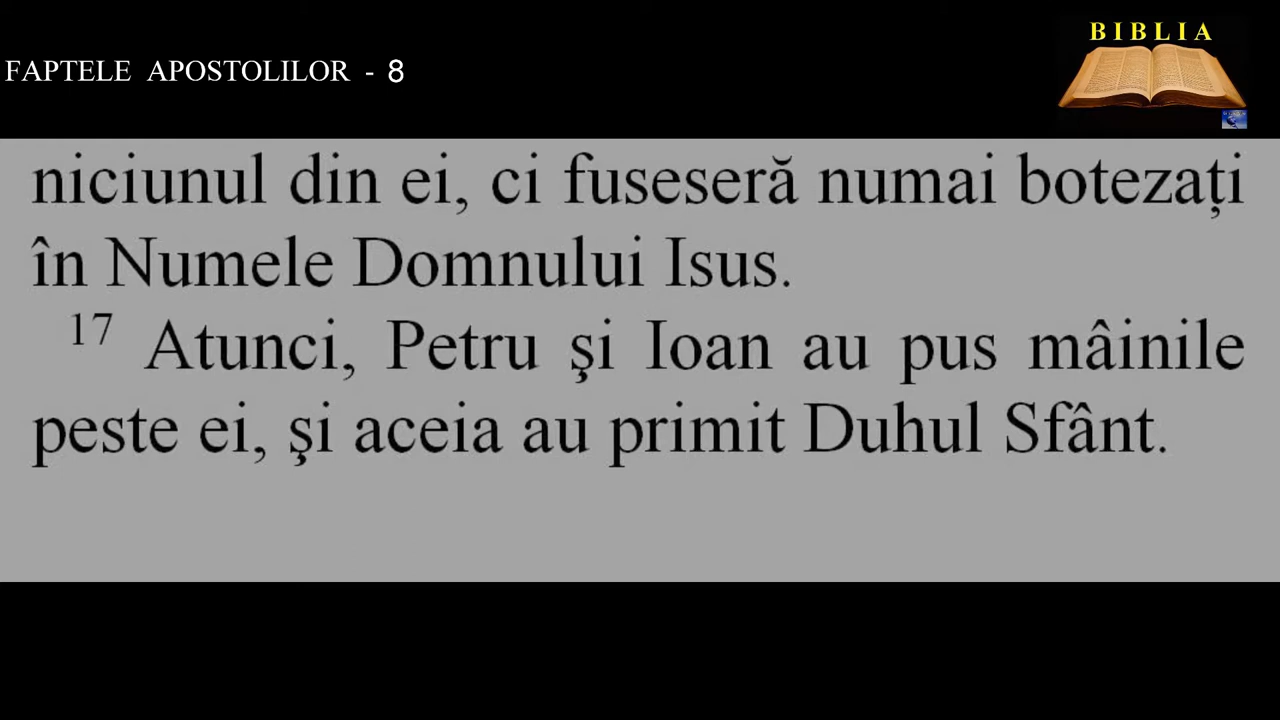 BIBLIA
FAPTELE APOSTOLILOR - 8
niciunul din ei, ci fuseseră numai botezați
în Numele Domnului Isus.
17 Atunci, Petru şi Ioan au pus mâinile
peste ei, şi aceia au primit Duhul Sfânt.